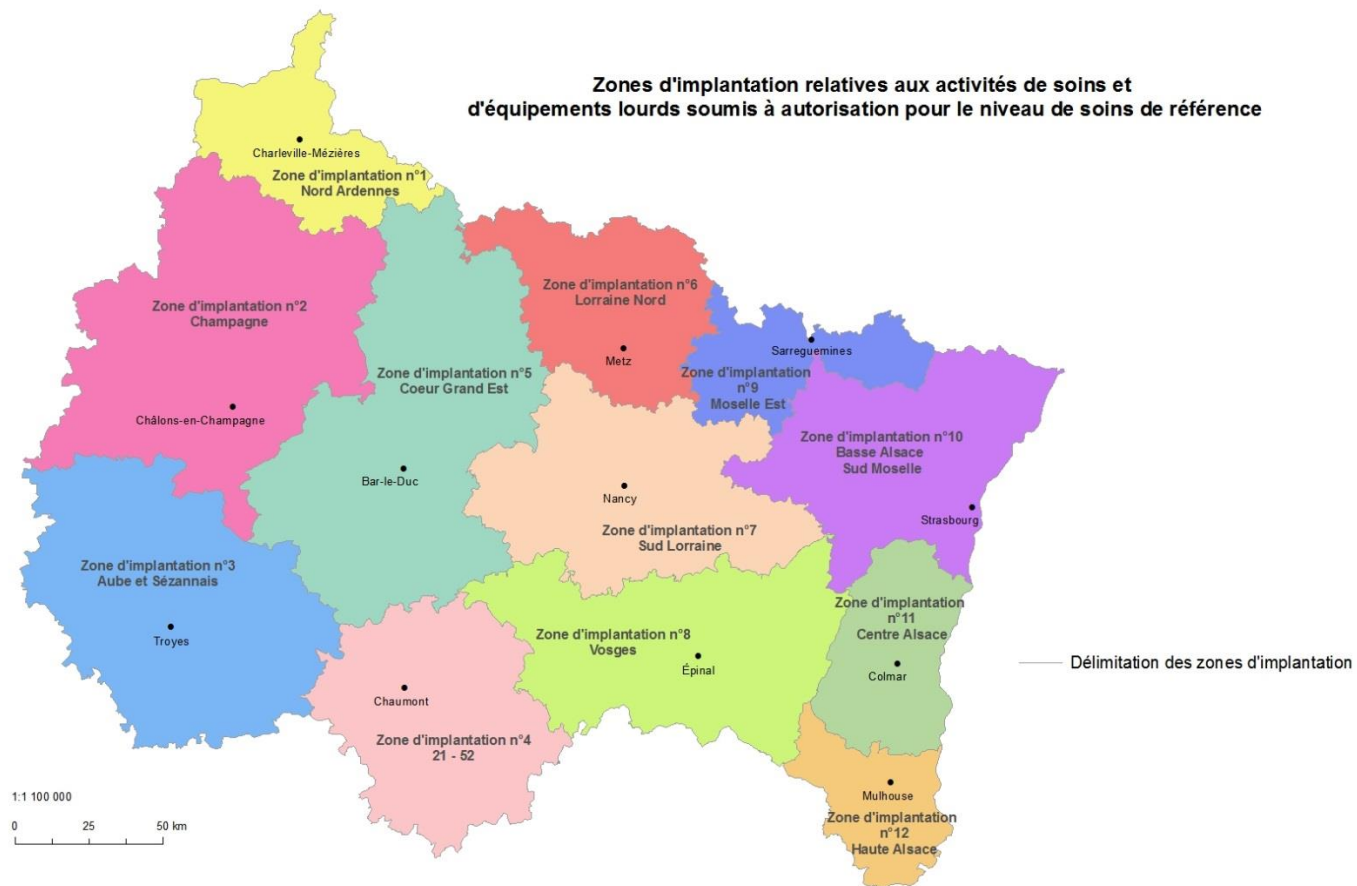 Zones d'implantation relatives aux activités de soins et
d'équipements lourds soumis à autorisation pour le niveau de soins de référence
Charleville-Mézières
Zone d'implantation n°1
Nord Ardennes
Zone d'implantation n°2
Champagne
Châlons-en-Champagne
Zone d'implantation n°5
Coeur Grand Est
Bar-le-Duc
Zone d'implantation n°6
Lorraine Nord
Metz
Sarreguemines
Zone d'implantation
n°9
Moselle Est
Zone d'implantation n°10
Basse Alsace
Sud Moselle
Strasbourg
Nancy
Zone d'implantation n°7
Sud Lorraine
Zone d'implantation n°3
Aube et Sézannais
Troyes
Zone d'implantation n°8
Vosges
Épinal
Zone d'implantation
n°11
Centre Alsace
Colmar
Délimitation des zones d'implantation
Chaumont
Zone d'implantation n°4
21 - 52
Mulhouse
Zone d'implantation
n°12
Haute Alsace
1:1 100 000
0 25 50 km